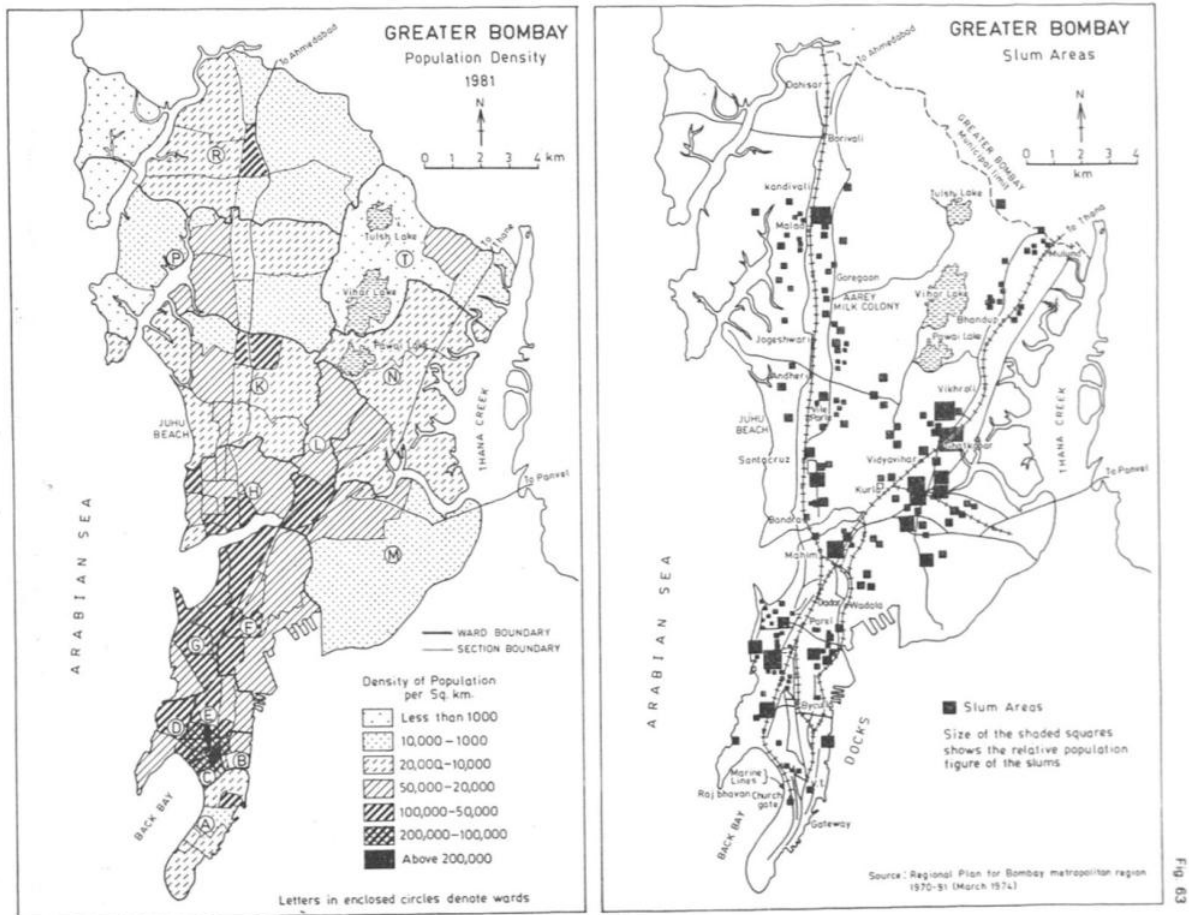 GREATER BOMBAY
Population Density
1981
To Ahmedabad
N
0 1 2 3 4 km
R
Tulsh Lake
To Thane
P
T
Vihar Lake
Powai Lake
K
N
JUHU
BEACH
L
THANA CREEK
H
To Panvel
ARABIAN SEA
M
F
G
WARD BOUNDARY
SECTION BOUNDARY
Density of Population
per Sq. km.
Less than 1000
10,000-1000
20,000-10,000
50,000-20,000
100,000-50,000
200,000-100,000
Above 200,000
D
E
B
C
BACK BAY
A
Letters in enclosed circles denote wards
GREATER BOMBAY
Slum Areas
To Ahmedabad
Dahisar
N
Borivali
0 1 2 3 4
km
GREATER BOMBAY
Municipal limit
Kandivali
Tulsh Lake
Malad
To Thana
Mulund
Goregaon
AAREY
MILK COLONY
Vihar Lake
Bhandup
Powai Lake
Jogeshwari
Andheri
Vikhroli
JUHU
BEACH
Vile
Parle
Ghatkopar
THANA CREEK
Santacruz
Vidyavihar
To Panvel
Kurla
Bandra
Mahim
ARABIAN SEA
Dadar
Wadala
Parel
Slum Areas
Size of the shaded squares
shows the relative population
figure of the slums
DOCKS
Marine
Lines
V.T.
Rajbhavan
Church
gate
Gateway
BACK BAY
Source: Regional Plan for Bombay metropolitan region
1970-91 (March 1974)
Fig 63